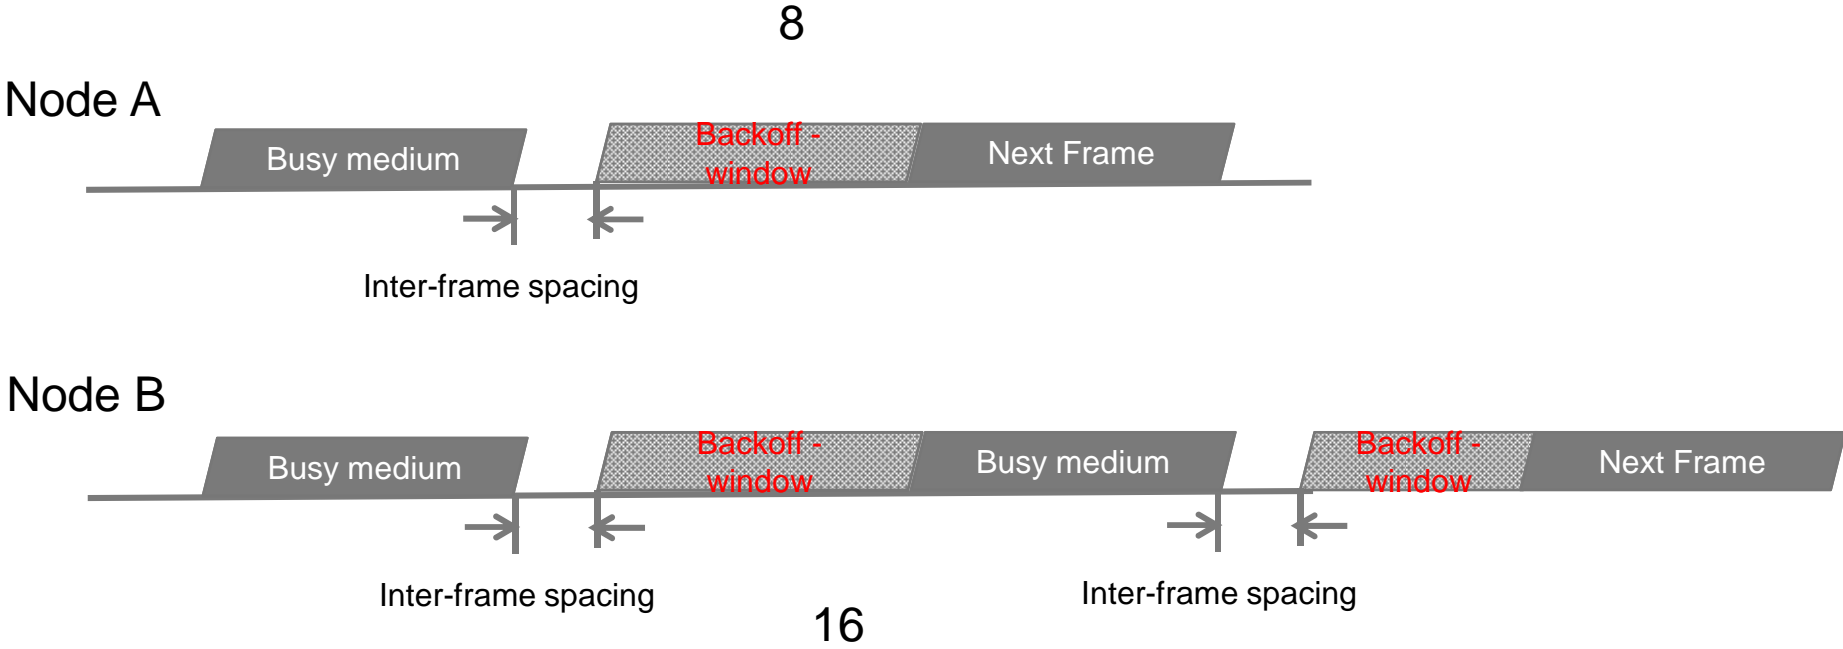 8
Node A
Busy medium
Backoff -
window
Next Frame
Inter-frame spacing
Node B
Busy medium
Backoff -
window
Busy medium
Backoff -
window
Next Frame
Inter-frame spacing
Inter-frame spacing
16